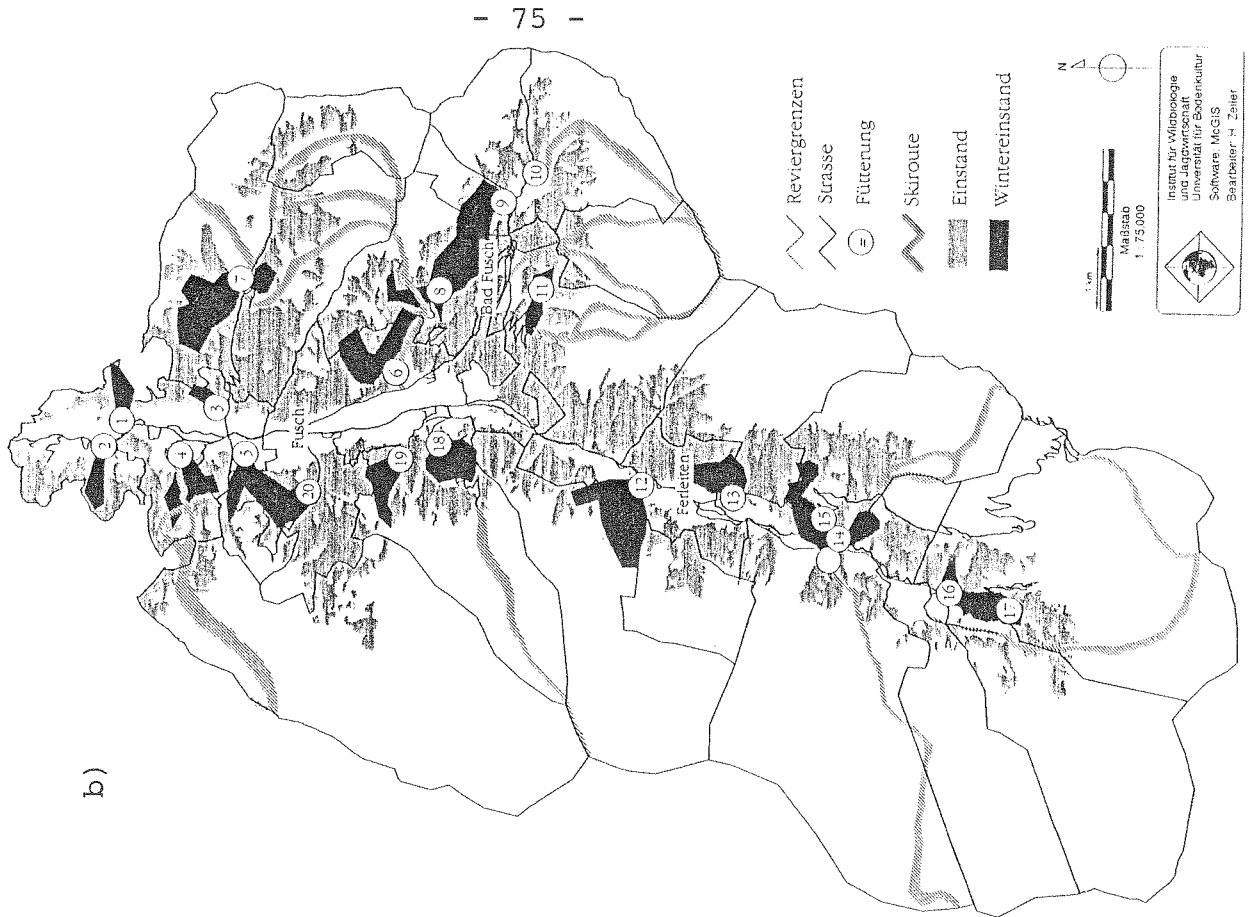 - 75 -
b)
1
2
3
4
5
Fusch
20
19
18
6
7
8
Bad Fusch
9
10
11
12
Ferleiten
13
15
14
16
17
Reviergrenzen
Strasse
= Fütterung
Skiroute
Einstand
Wintereinstand
N
1 km
Maßstab
1 : 75.000
Institut für Wildbiologie
und Jagdwirtschaft
Universität für Bodenkultur
Software: McGIS
Bearbeiter: H. Zeiler